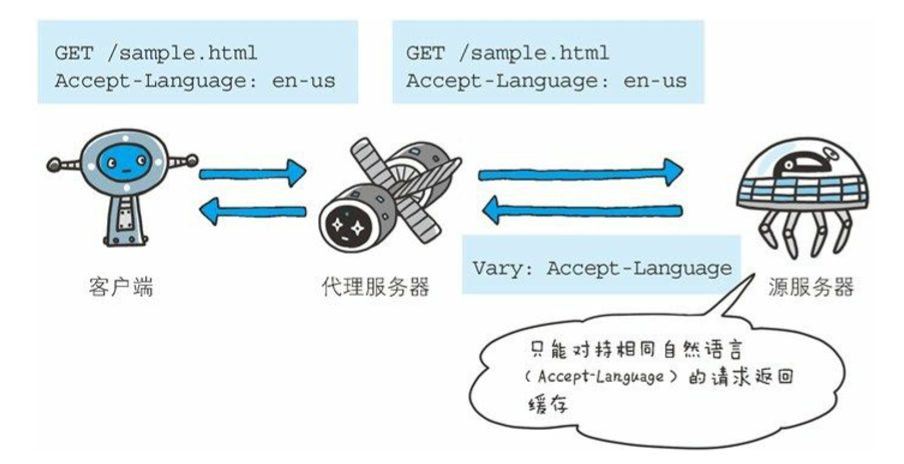 GET /sample.html
Accept-Language: en-us
GET /sample.html
Accept-Language: en-us
客户端
代理服务器
Vary: Accept-Language
源服务器
只能对持相同自然语言
(Accept-Language)的请求返回
缓存